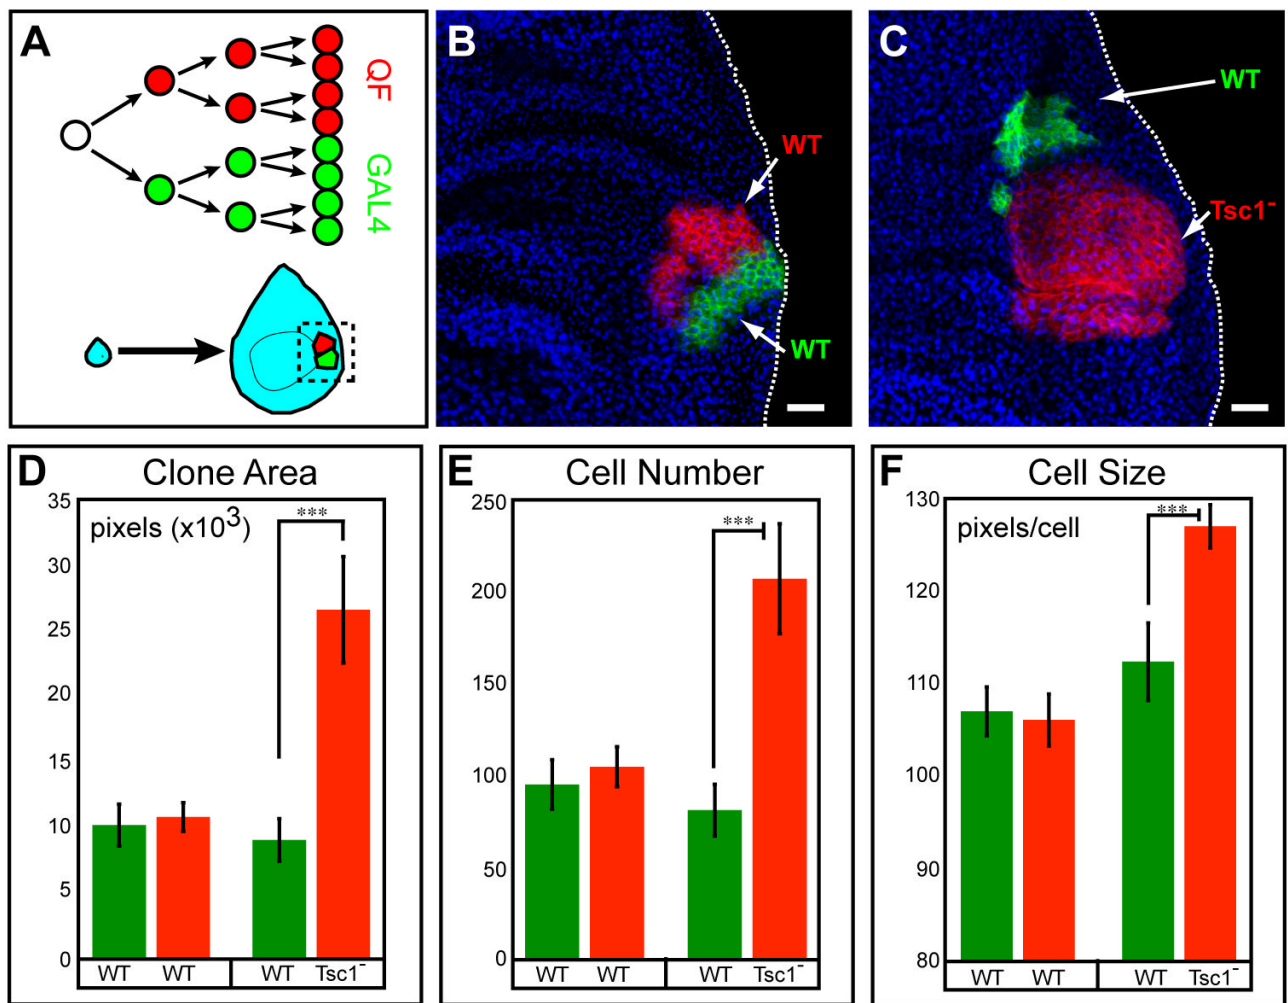 A
QF
GAL4
B
WT
WT
C
WT
Tsc1⁻
D
Clone Area
pixels (x10³)
***
35
30
25
20
15
10
5
0
WT WT WT Tsc1⁻
E
Cell Number
***
250
200
150
100
50
0
WT WT WT Tsc1⁻
F
Cell Size
pixels/cell
***
130
120
110
100
90
80
WT WT WT Tsc1⁻